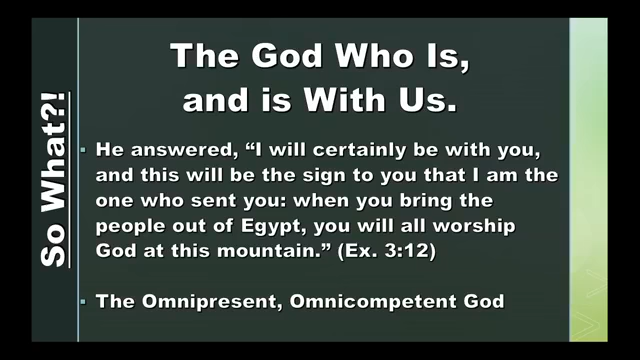 So What?!
The God Who Is,
and is With Us.
▪ He answered, “I will certainly be with you,
and this will be the sign to you that I am the
one who sent you: when you bring the
people out of Egypt, you will all worship
God at this mountain.” (Ex. 3:12)
▪ The Omnipresent, Omnicompetent God